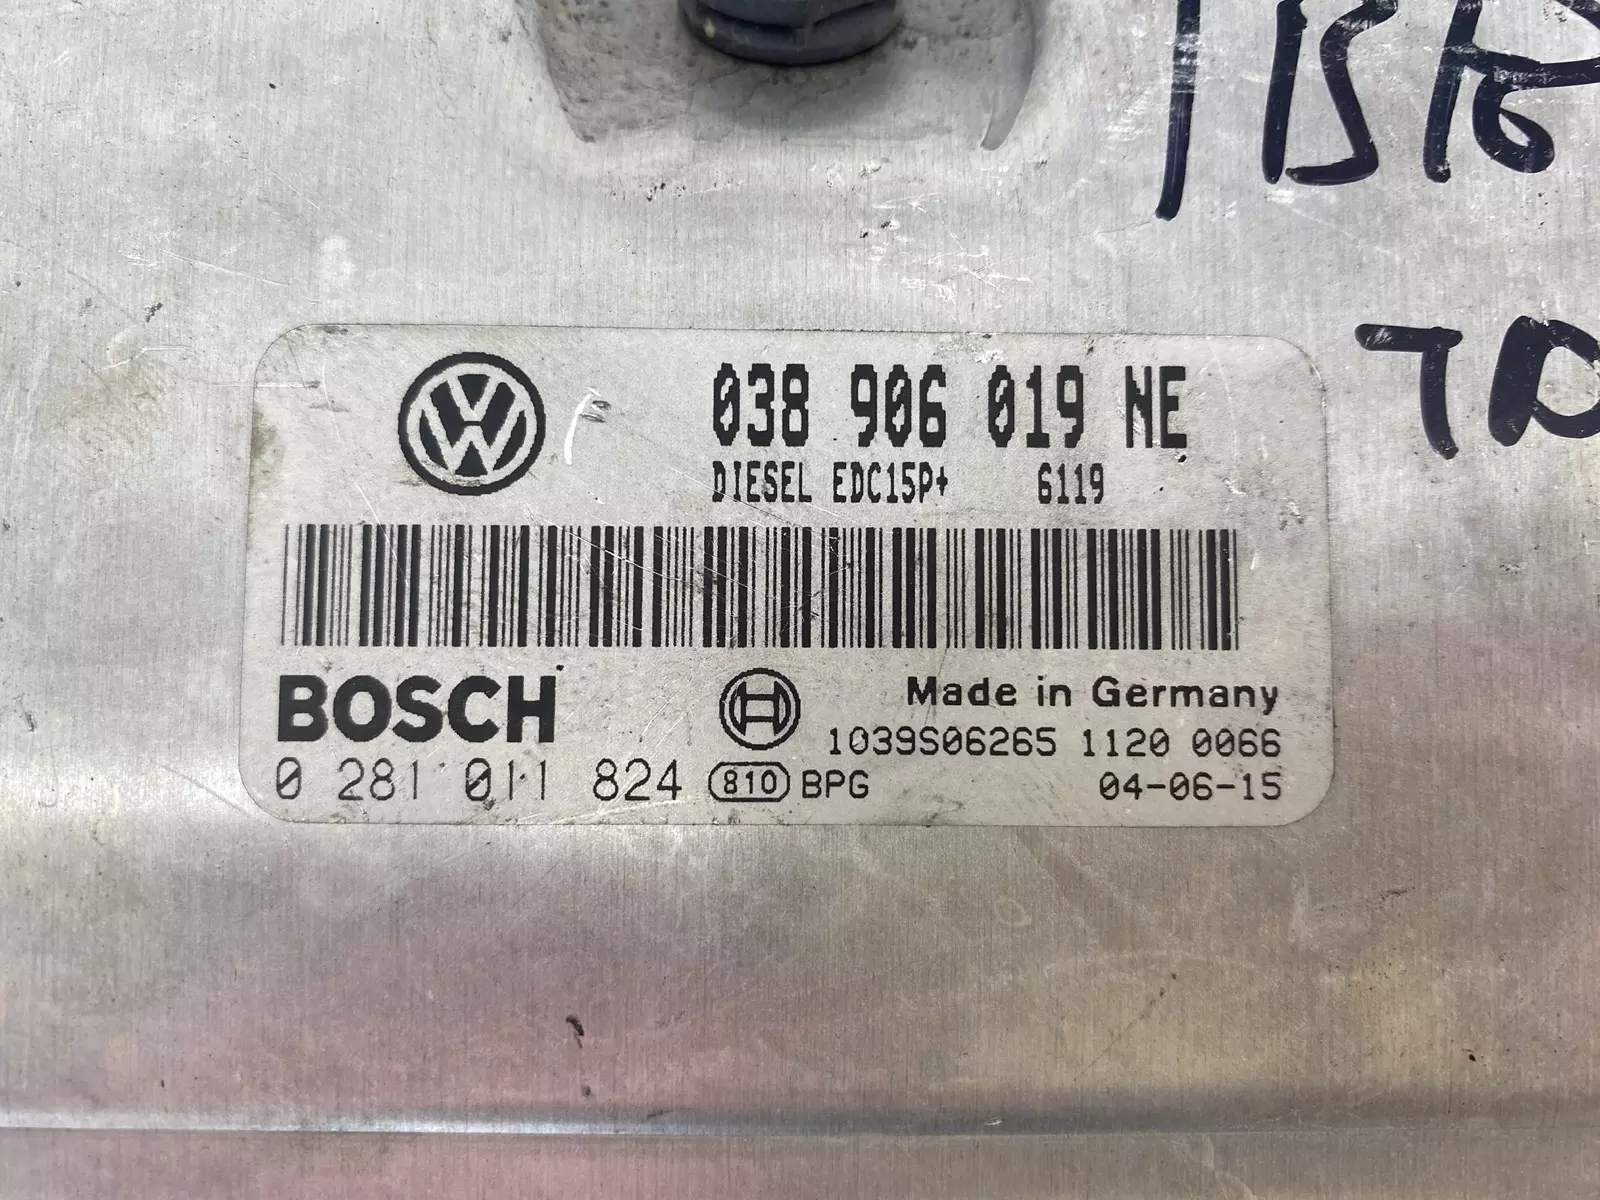 038 906 019 NE
DIESEL EDC15P+ 6119
BOSCH
Made in Germany
1039S06265 1120 0066
0 281 011 824 810 BPG 04-06-15